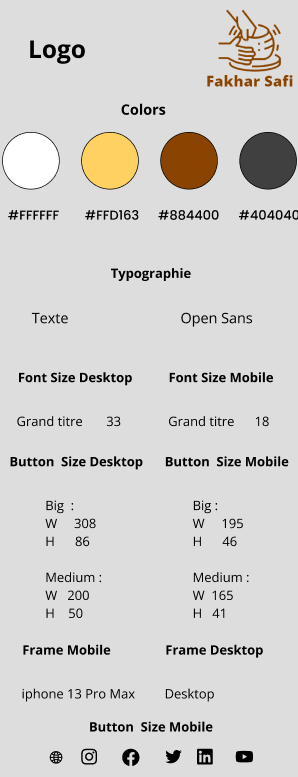 Logo
Fakhar Safi
Colors
#FFFFFF #FFD163 #884400 #404040
Typographie
Texte Open Sans
Font Size Desktop Font Size Mobile
Grand titre 33 Grand titre 18
Button Size Desktop Button Size Mobile
Big : Big :
W 308 W 195
H 86 H 46
Medium : Medium :
W 200 W 165
H 50 H 41
Frame Mobile Frame Desktop
iphone 13 Pro Max Desktop
Button Size Mobile